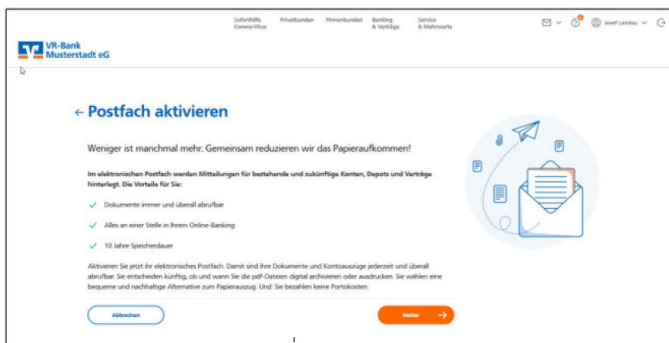 Soforthilfe Corona-Virus
Privatkunden
Firmenkunden
Banking & Verträge
Service & Mehrwerte
Josef Landau
VR-Bank
Musterstadt eG
Postfach aktivieren
Weniger ist manchmal mehr. Gemeinsam reduzieren wir das Papieraufkommen!
Im elektronischen Postfach werden Mitteilungen für bestehende und zukünftige Konten, Depots und Verträge
hinterlegt. Die Vorteile für Sie:
Dokumente immer und überall abrufbar
Alles an einer Stelle in Ihrem Online-Banking
10 Jahre Speicherdauer
Aktivieren Sie jetzt ihr elektronisches Postfach. Damit sind ihre Dokumente und Kontoauszüge jederzeit und überall
abrufbar. Sie entscheiden künftig, ob und wann Sie die pdf-Dateien digital archivieren oder ausdrucken. Sie wählen eine
bequeme und nachhaltige Alternative zum Papierauszug. Und: Sie bezahlen keine Portokosten.
Abbrechen
Weiter